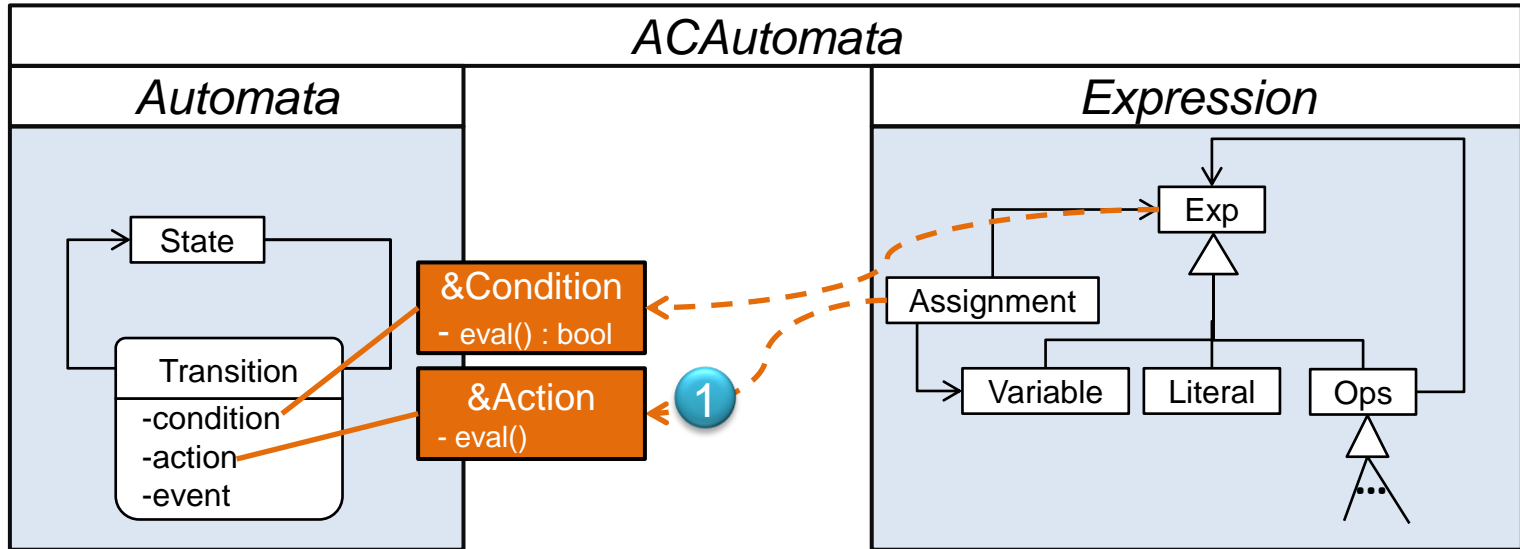 ACAutomata
Automata
Expression
State
Transition
-condition
-action
-event
&Condition
- eval() : bool
&Action
- eval()
1
Exp
Assignment
Variable
Literal
Ops
...